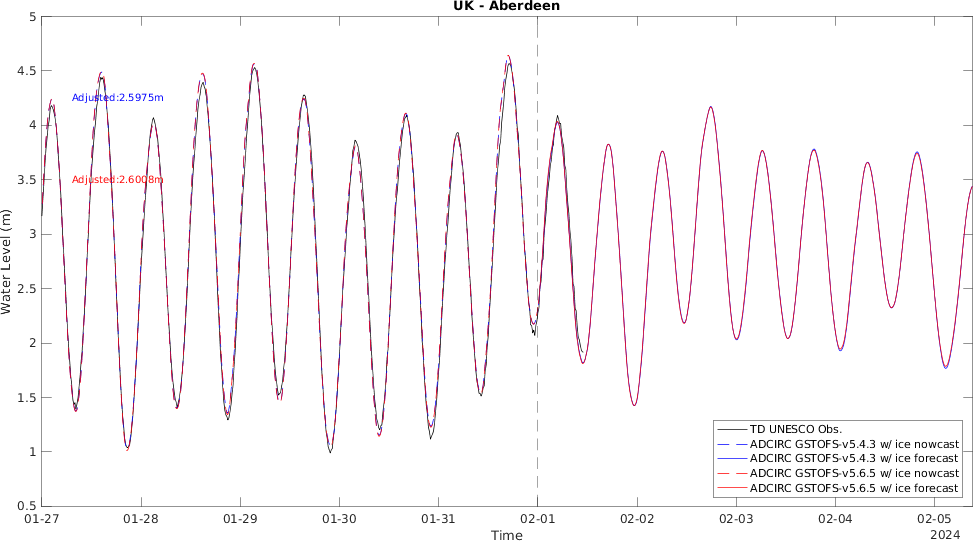 UK - Aberdeen
5
4.5
4
3.5
3
2.5
2
1.5
1
0.5
Water Level (m)
Adjusted:2.5975m
Adjusted:2.6008m
TD UNESCO Obs.
ADCIRC GSTOFS-v5.4.3 w/ ice nowcast
ADCIRC GSTOFS-v5.4.3 w/ ice forecast
ADCIRC GSTOFS-v5.6.5 w/ ice nowcast
ADCIRC GSTOFS-v5.6.5 w/ ice forecast
01-27 01-28 01-29 01-30 01-31 02-01 02-02 02-03 02-04 02-05
Time
2024